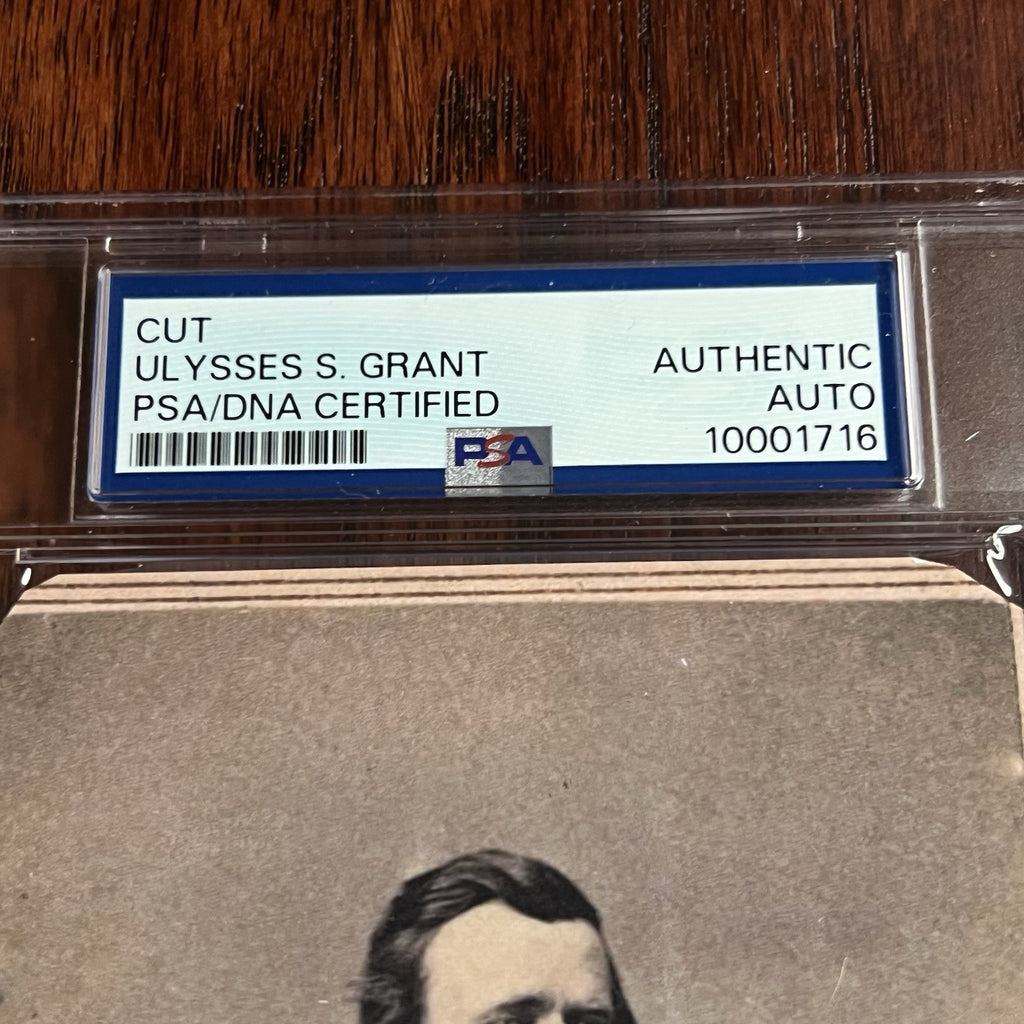 CUT
ULYSSES S. GRANT
PSA/DNA CERTIFIED
AUTHENTIC
AUTO
10001716
PSA